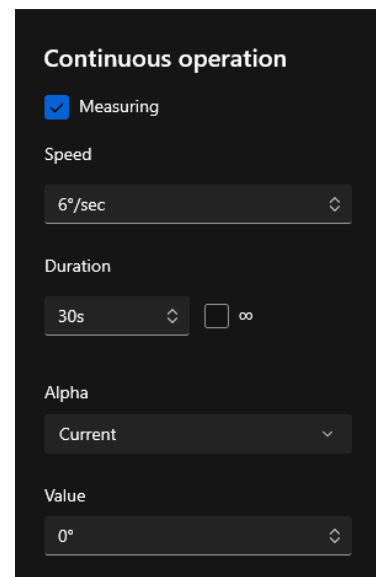 Continuous operation
Measuring
Speed
6°/sec
Duration
30s ∞
Alpha
Current
Value
0°